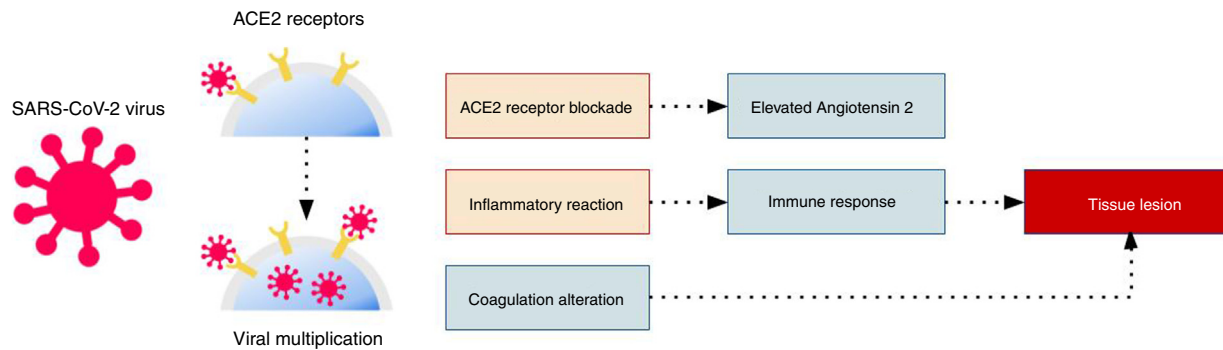 ACE2 receptors
SARS-CoV-2 virus
Viral multiplication
ACE2 receptor blockade
Elevated Angiotensin 2
Inflammatory reaction
Immune response
Tissue lesion
Coagulation alteration